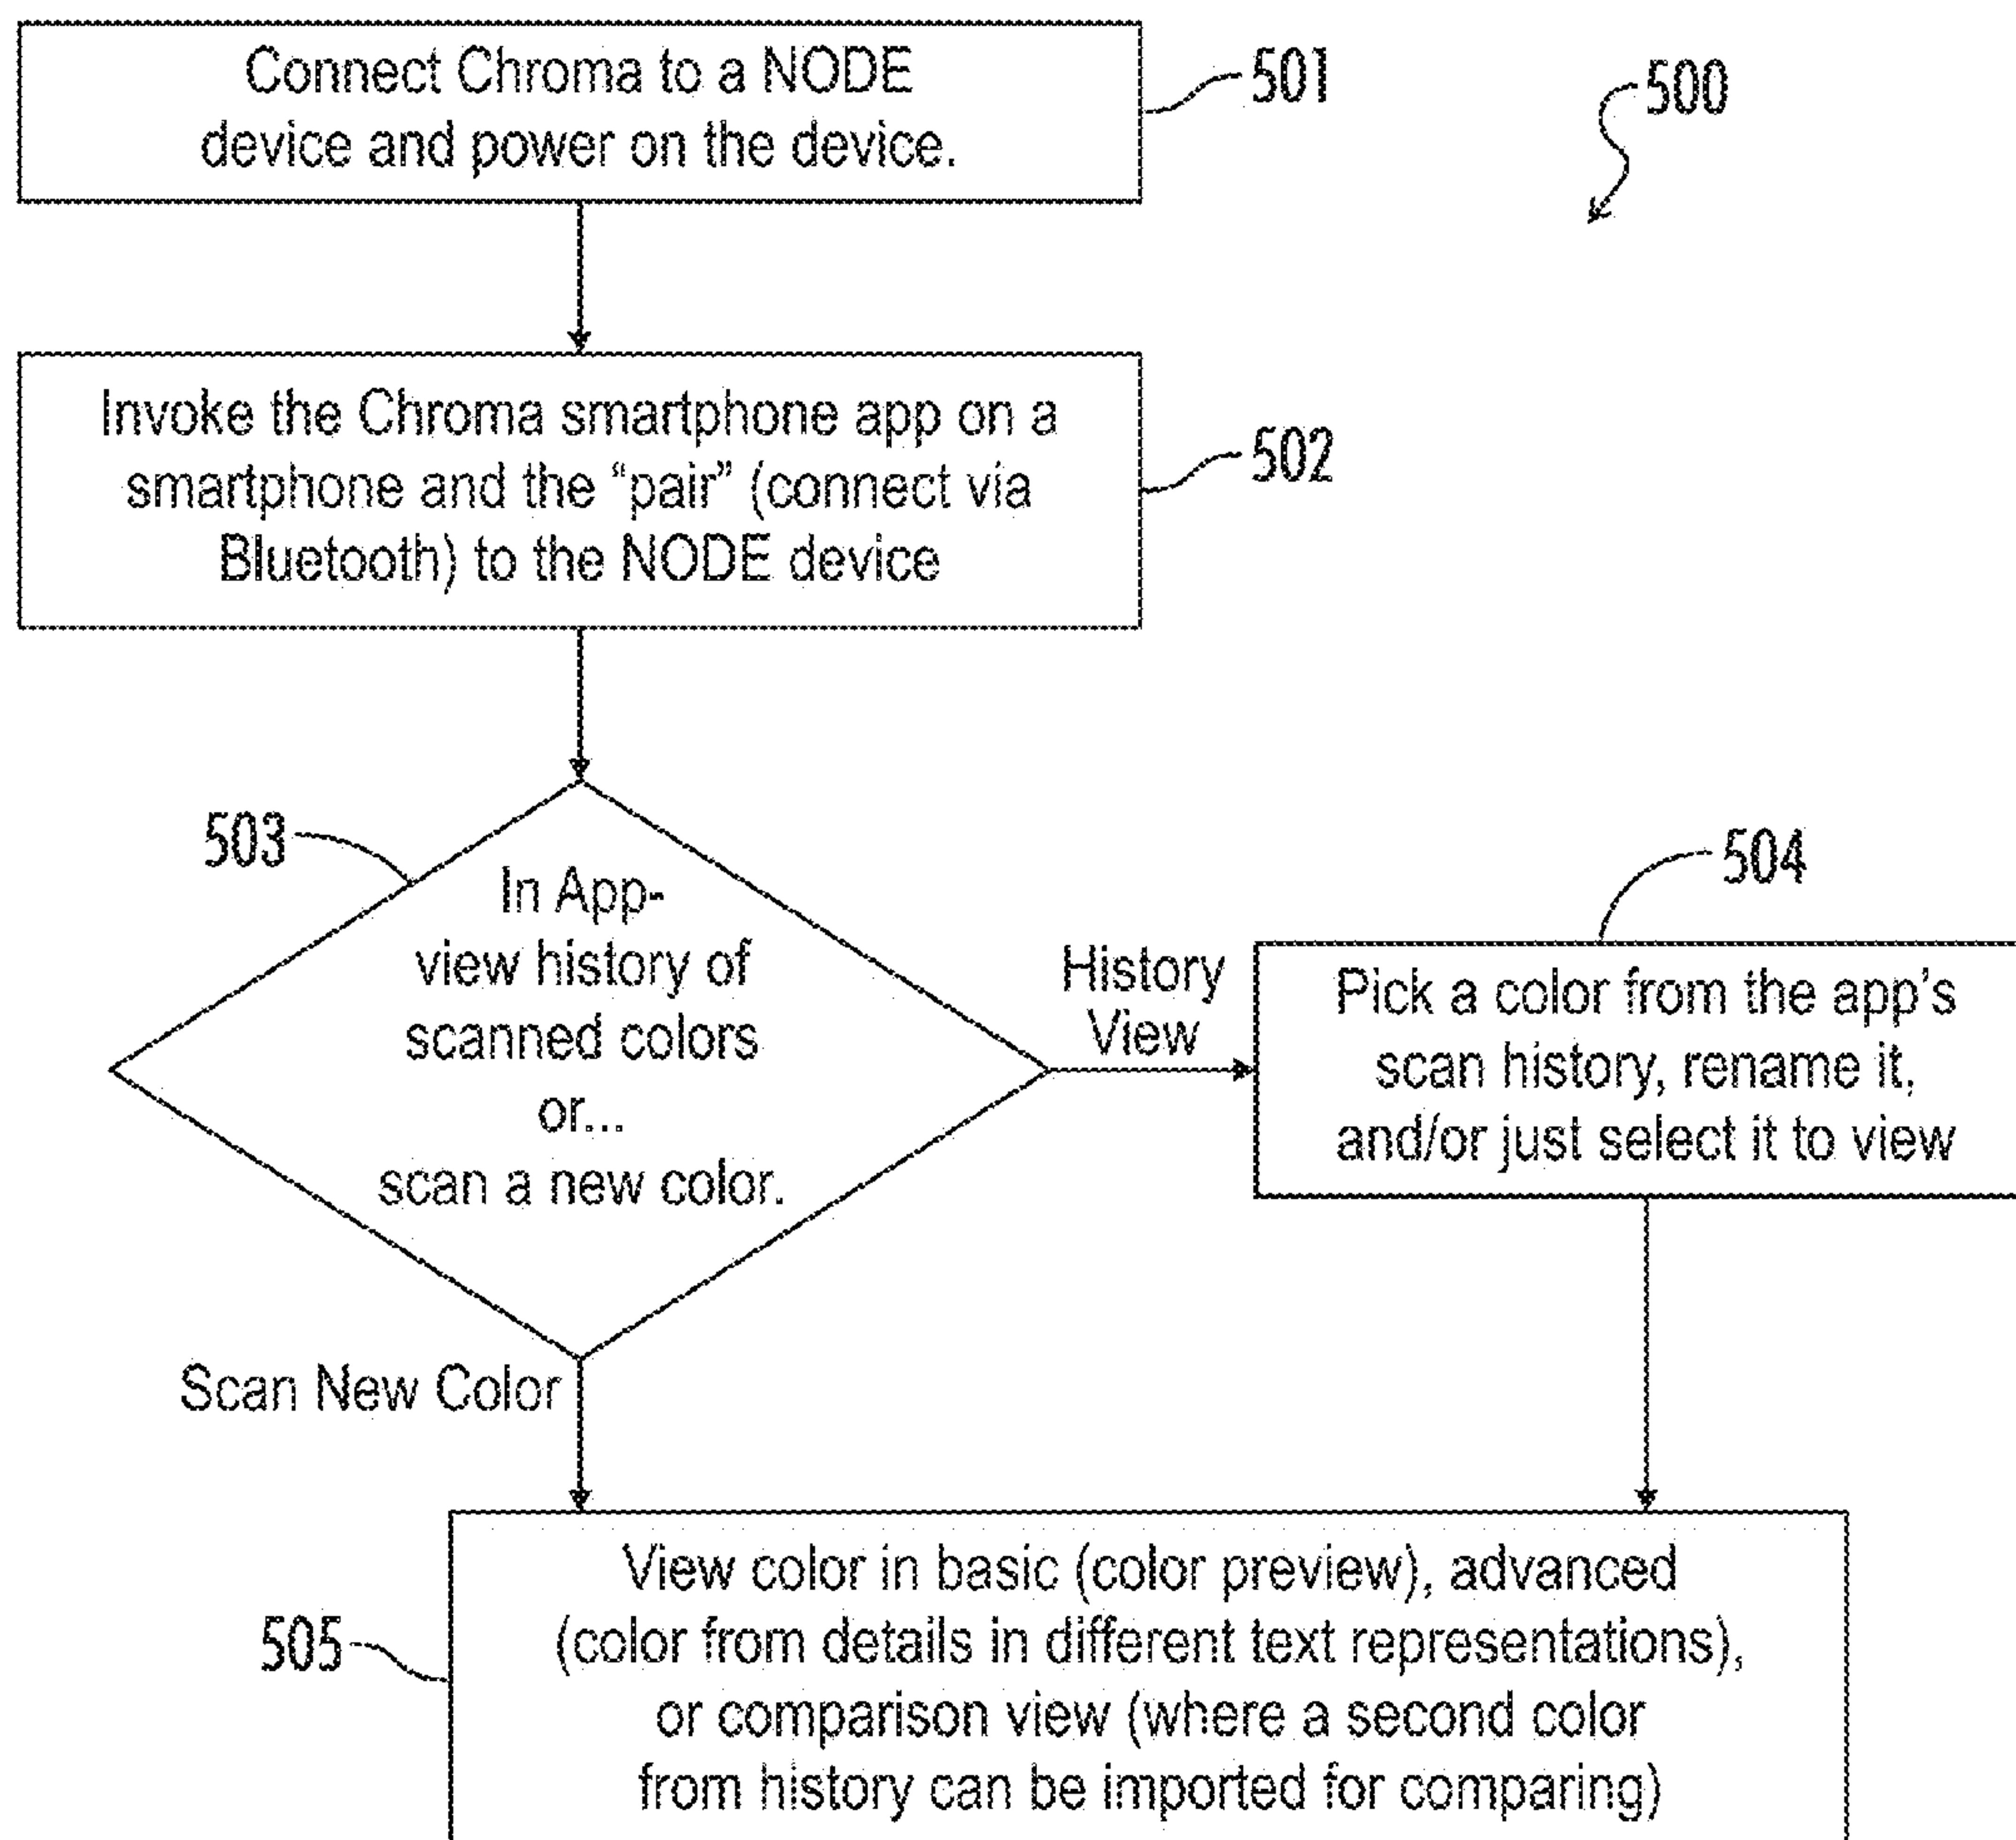 Connect Chroma to a NODE
device and power on the device.
501
500
Invoke the Chroma smartphone app on a
smartphone and the “pair” (connect via
Bluetooth) to the NODE device
502
503
In App-
view history of
scanned colors
or...
scan a new color.
History
View
504
Pick a color from the app’s
scan history, rename it,
and/or just select it to view
Scan New Color
505
View color in basic (color preview), advanced
(color from details in different text representations),
or comparison view (where a second color
from history can be imported for comparing)